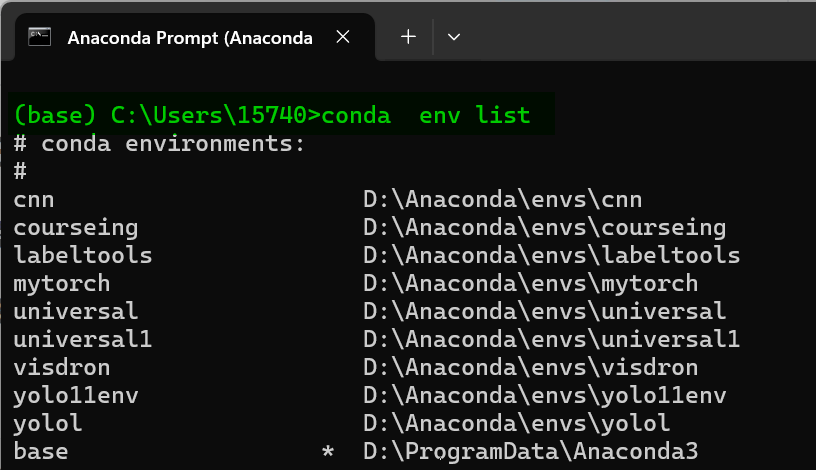 Anaconda Prompt (Anaconda
(base) C:\Users\15740>conda  env list
# conda environments:
#
cnn                      D:\Anaconda\envs\cnn
courseing                D:\Anaconda\envs\courseing
labeltools               D:\Anaconda\envs\labeltools
mytorch                  D:\Anaconda\envs\mytorch
universal                D:\Anaconda\envs\universal
universal1               D:\Anaconda\envs\universal1
visdron                  D:\Anaconda\envs\visdron
yolo11env                D:\Anaconda\envs\yolo11env
yolol                    D:\Anaconda\envs\yolol
base                  *  D:\ProgramData\Anaconda3